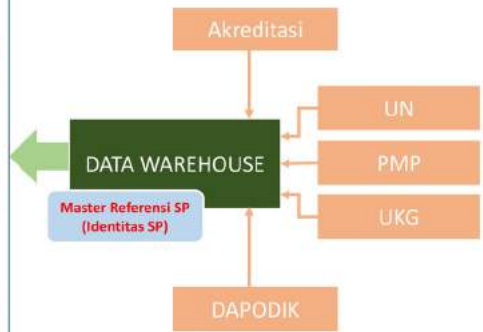 Akreditasi
UN
DATA WAREHOUSE
PMP
Master Referensi SP
(Identitas SP)
UKG
DAPODIK